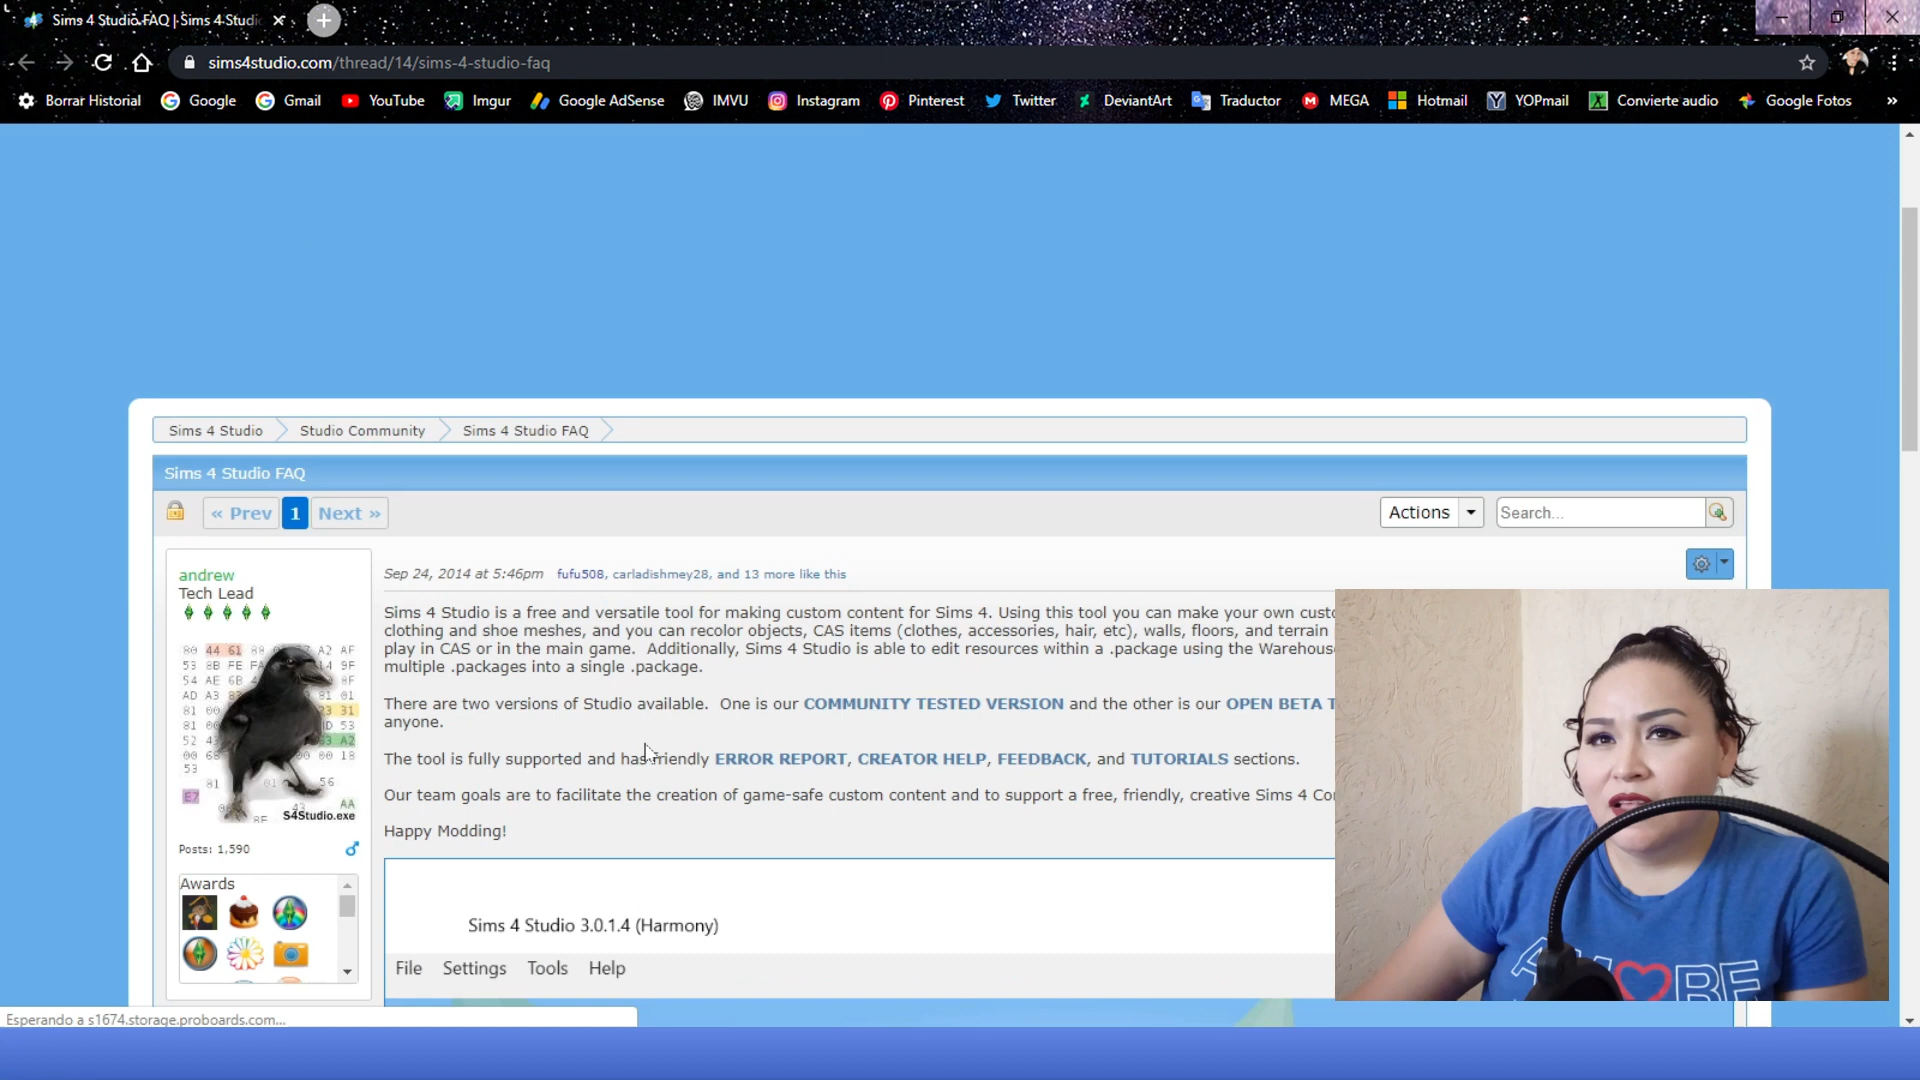 Sims 4 Studio FAQ | Sims 4 Studi
sims4studio.com/thread/14/sims-4-studio-faq
Borrar Historial Google Gmail YouTube Imgur Google AdSense IMVU Instagram Pinterest Twitter DeviantArt Traductor MEGA Hotmail YOPmail Convierte audio Google Fotos »
Sims 4 Studio Studio Community Sims 4 Studio FAQ
Sims 4 Studio FAQ
« Prev 1 Next » Actions Search...
andrew
Tech Lead
Sep 24, 2014 at 5:46pm fufu508, carladishmey28, and 13 more like this
Sims 4 Studio is a free and versatile tool for making custom content for Sims 4. Using this tool you can make your own custo
clothing and shoe meshes, and you can recolor objects, CAS items (clothes, accessories, hair, etc), walls, floors, and terrain
play in CAS or in the main game. Additionally, Sims 4 Studio is able to edit resources within a .package using the Warehous
multiple .packages into a single .package.
There are two versions of Studio available. One is our COMMUNITY TESTED VERSION and the other is our OPEN BETA T
anyone.
The tool is fully supported and has friendly ERROR REPORT, CREATOR HELP, FEEDBACK, and TUTORIALS sections.
Our team goals are to facilitate the creation of game-safe custom content and to support a free, friendly, creative Sims 4 Co
Happy Modding!
S4Studio.exe
Posts: 1,590
Awards
Sims 4 Studio 3.0.1.4 (Harmony)
File Settings Tools Help
Esperando a s1674.storage.proboards.com...